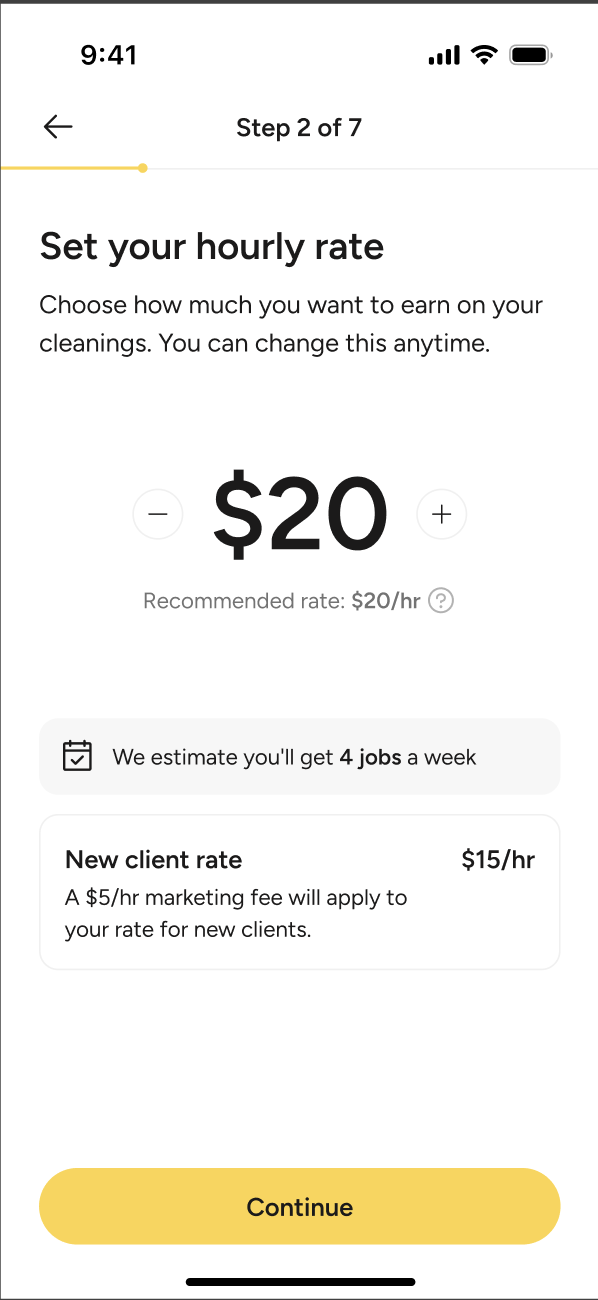 9:41
Step 2 of 7
Set your hourly rate
Choose how much you want to earn on your
cleanings. You can change this anytime.
$20
Recommended rate: $20/hr ?
We estimate you'll get 4 jobs a week
New client rate $15/hr
A $5/hr marketing fee will apply to
your rate for new clients.
Continue